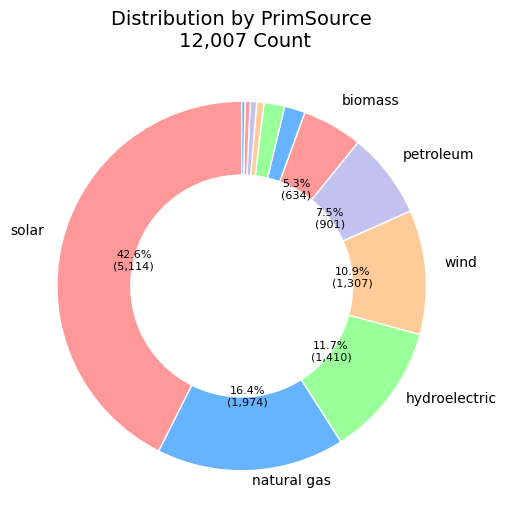 Distribution by PrimSource
12,007 Count
biomass
petroleum
5.3%
(634)
7.5%
(901)
solar
42.6%
(5,114)
wind
10.9%
(1,307)
11.7%
(1,410)
hydroelectric
16.4%
(1,974)
natural gas